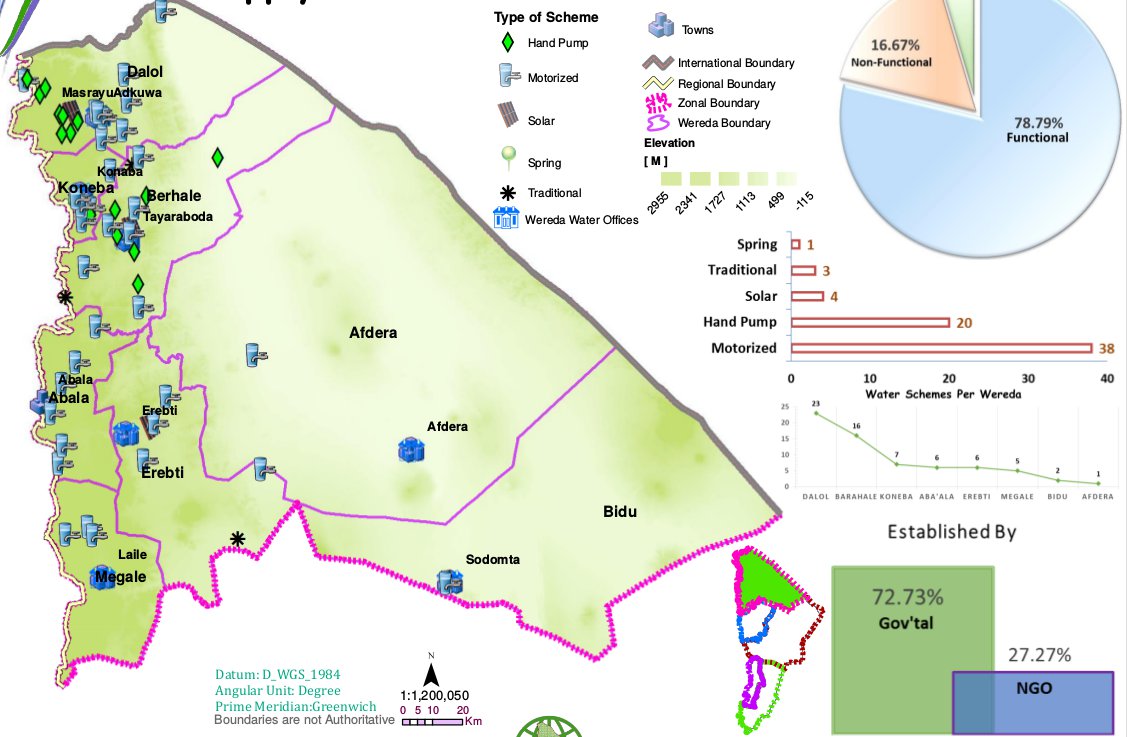 Type of Scheme
Hand Pump
Motorized
Solar
Spring
Traditional
Wereda Water Offices
Towns
International Boundary
Regional Boundary
Zonal Boundary
Wereda Boundary
Elevation
[ M ]
2955
2341
1727
1113
499
-115
Dalol
MasrayuAdkuwa
Konaba
Koneba
Berhale
Tayaraboda
Afdera
Abala
Abala
Erebti
Erebti
Afdera
Bidu
Sodomta
Laile
Megale
16.67%
Non-Functional
78.79%
Functional
Spring 1
Traditional 3
Solar 4
Hand Pump 20
Motorized 38
0 10 20 30 40
Water Schemes Per Wereda
25
20
15
10
5
0
23 16 7 6 6 5 2 1
DALOL BARAHALE KONEBA ABA'ALA EREBTI MEGALE BIDU AFDERA
Established By
72.73%
Gov'tal
27.27%
NGO
Datum: D_WGS_1984
Angular Unit: Degree
Prime Meridian:Greenwich
Boundaries are not Authoritative
N
1:1,200,050
0 5 10 20
Km